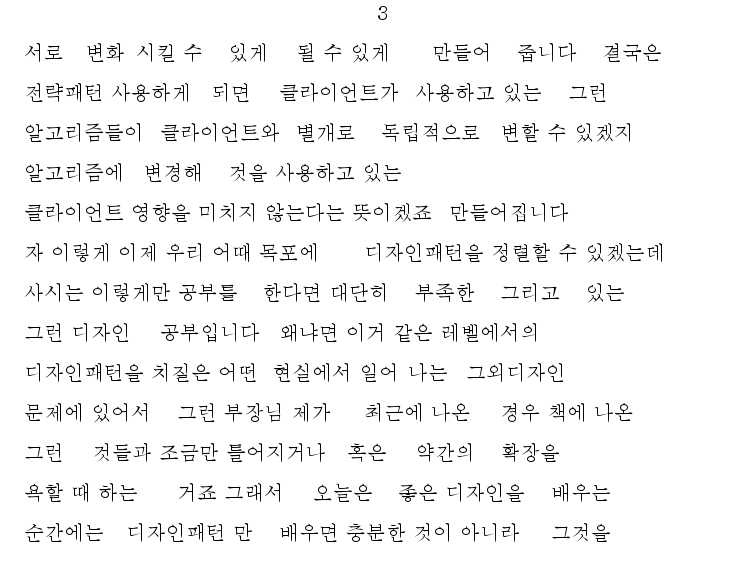 3
서로 변화 시킬 수 있게 될 수 있게 만들어 줍니다 결국은
전략패턴 사용하게 되면 클라이언트가 사용하고 있는 그런
알고리즘들이 클라이언트와 별개로 독립적으로 변할 수 있겠지
알고리즘에 변경해 것을 사용하고 있는
클라이언트 영향을 미치지 않는다는 뜻이겠죠 만들어집니다
자 이렇게 이제 우리 어때 목포에 디자인패턴을 정렬할 수 있겠는데
사시는 이렇게만 공부를 한다면 대단히 부족한 그리고 있는
그런 디자인 공부입니다 왜냐면 이거 같은 레벨에서의
디자인패턴을 치질은 어떤 현실에서 일어 나는 그외디자인
문제에 있어서 그런 부장님 제가 최근에 나온 경우 책에 나온
그런 것들과 조금만 틀어지거나 혹은 약간의 확장을
욕할 때 하는 거죠 그래서 오늘은 좋은 디자인을 배우는
순간에는 디자인패턴 만 배우면 충분한 것이 아니라 그것을